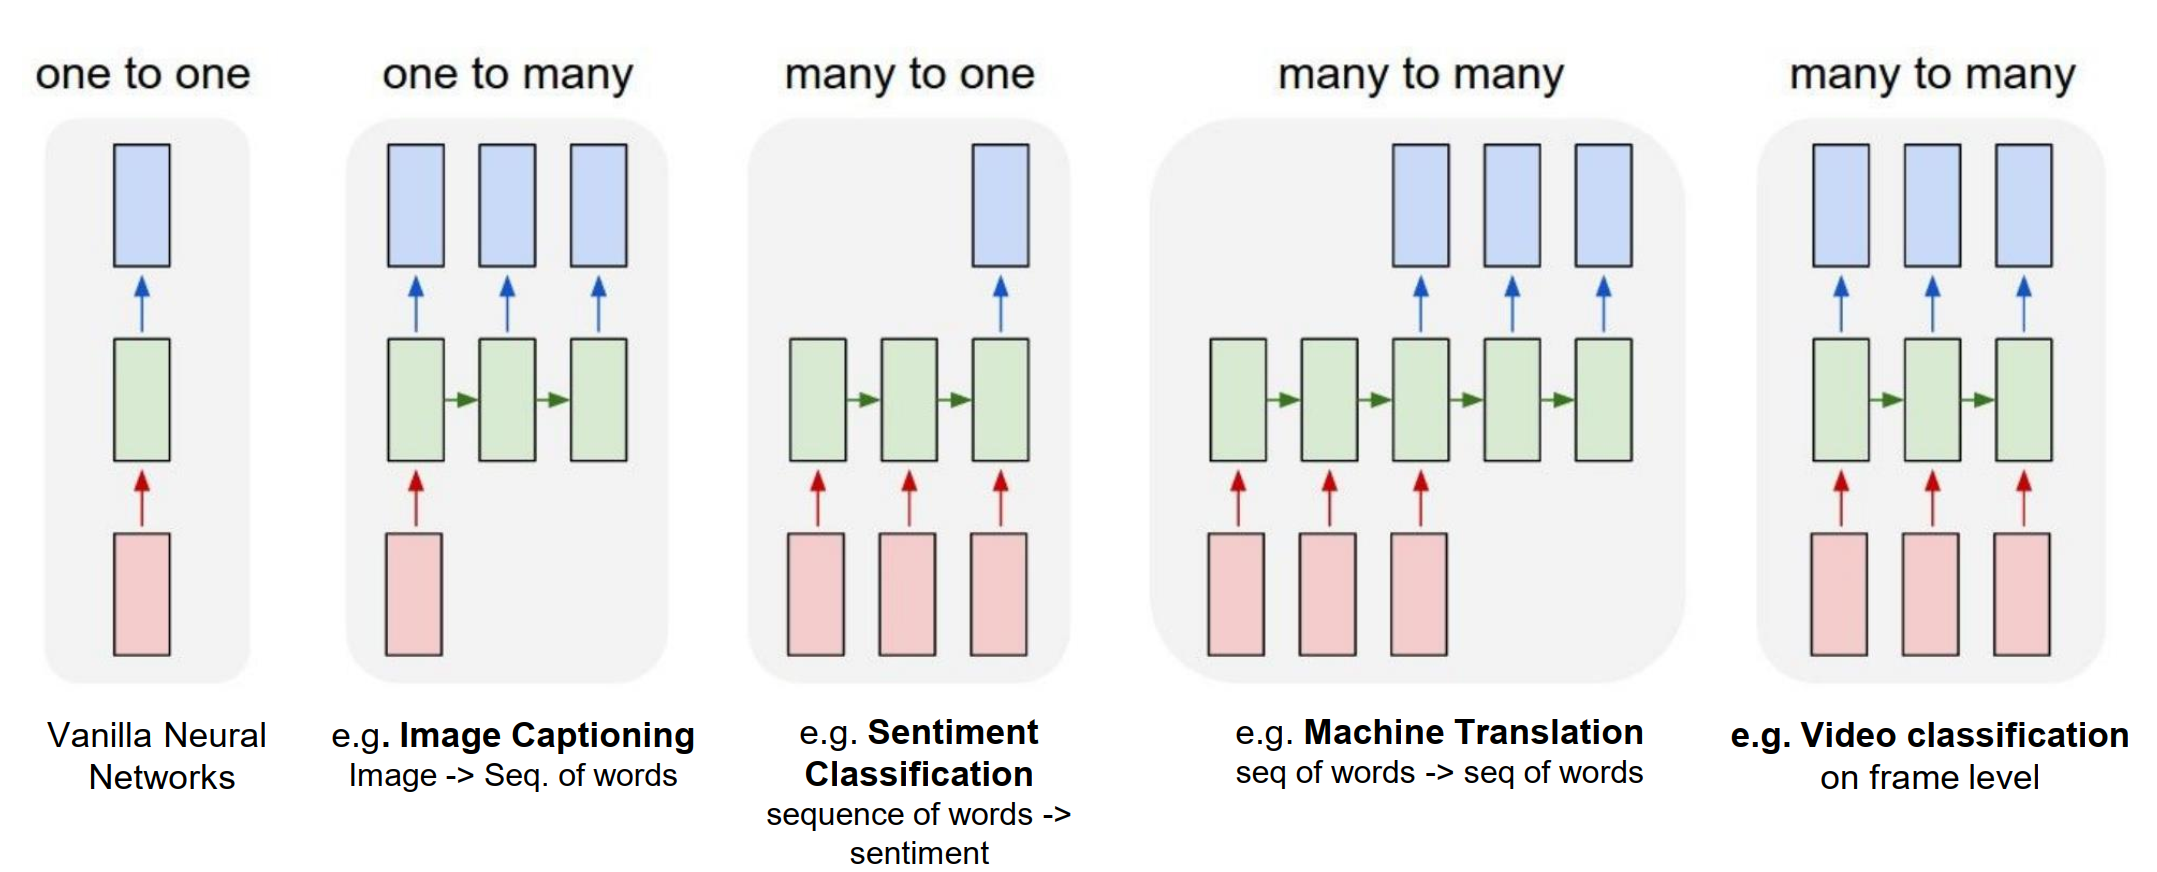 one to one
one to many
many to one
many to many
many to many
Vanilla Neural
Networks
e.g. Image Captioning
Image -> Seq. of words
e.g. Sentiment
Classification
sequence of words ->
sentiment
e.g. Machine Translation
seq of words -> seq of words
e.g. Video classification
on frame level